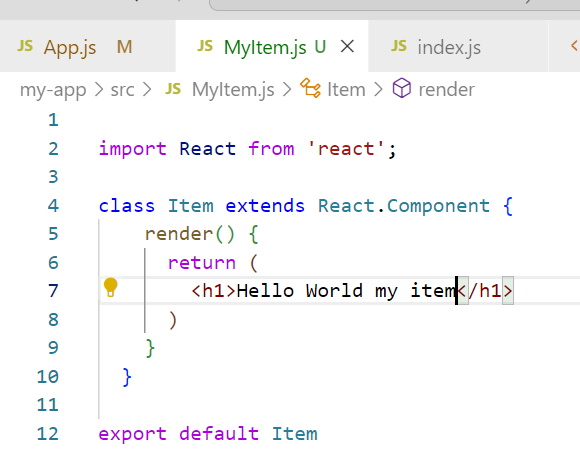 JS App.js M JS MyItem.js U JS index.js
my-app > src > JS MyItem.js > Item > render
1
2 import React from 'react';
3
4 class Item extends React.Component {
5 render() {
6 return (
7 <h1>Hello World my item</h1>
8 )
9 }
10 }
11
12 export default Item